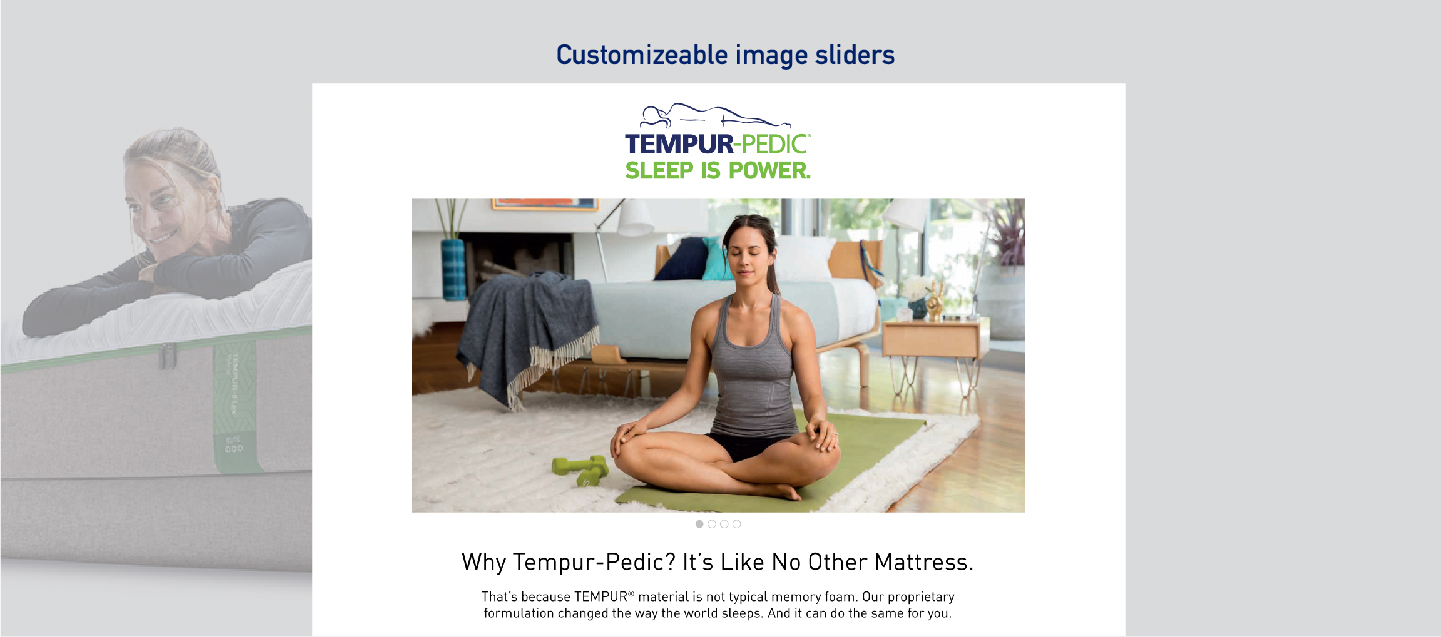 Customizeable image sliders
TEMPUR-PEDIC®
SLEEP IS POWER.
Why Tempur-Pedic? It's Like No Other Mattress.
That's because TEMPUR® material is not typical memory foam. Our proprietary
formulation changed the way the world sleeps. And it can do the same for you.